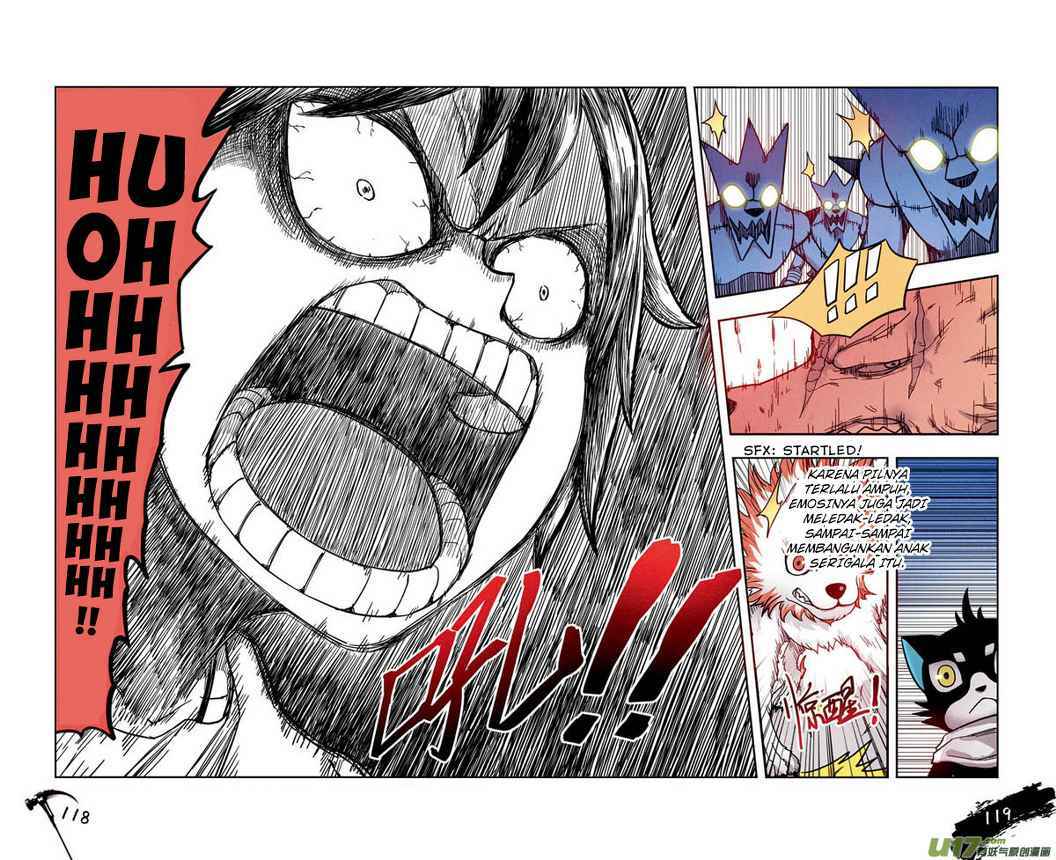 HU
OH
HH
HH
HH
HH
HH
HH
!!
吼!!
!!!
SFX: STARTLED!
KARENA PILNYA
TERLALU AMPUH,
EMOSINYA JUGA JADI
MELEDAK-LEDAK,
SAMPAI-SAMPAI
MEMBANGUNKAN ANAK
SERIGALA ITU.
惊醒!
118
119
U17.com
有妖气原创漫画